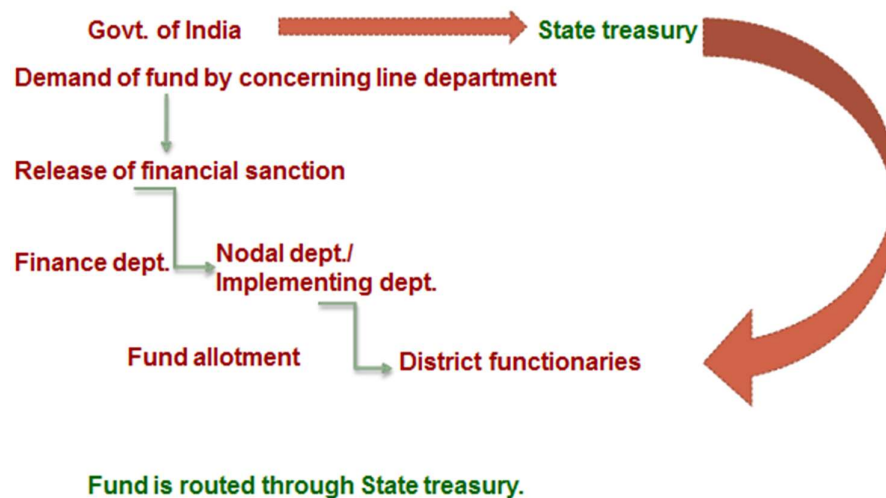 Govt. of India
State treasury
Demand of fund by concerning line department
Release of financial sanction
Finance dept.
Nodal dept./
Implementing dept.
Fund allotment
District functionaries
Fund is routed through State treasury.